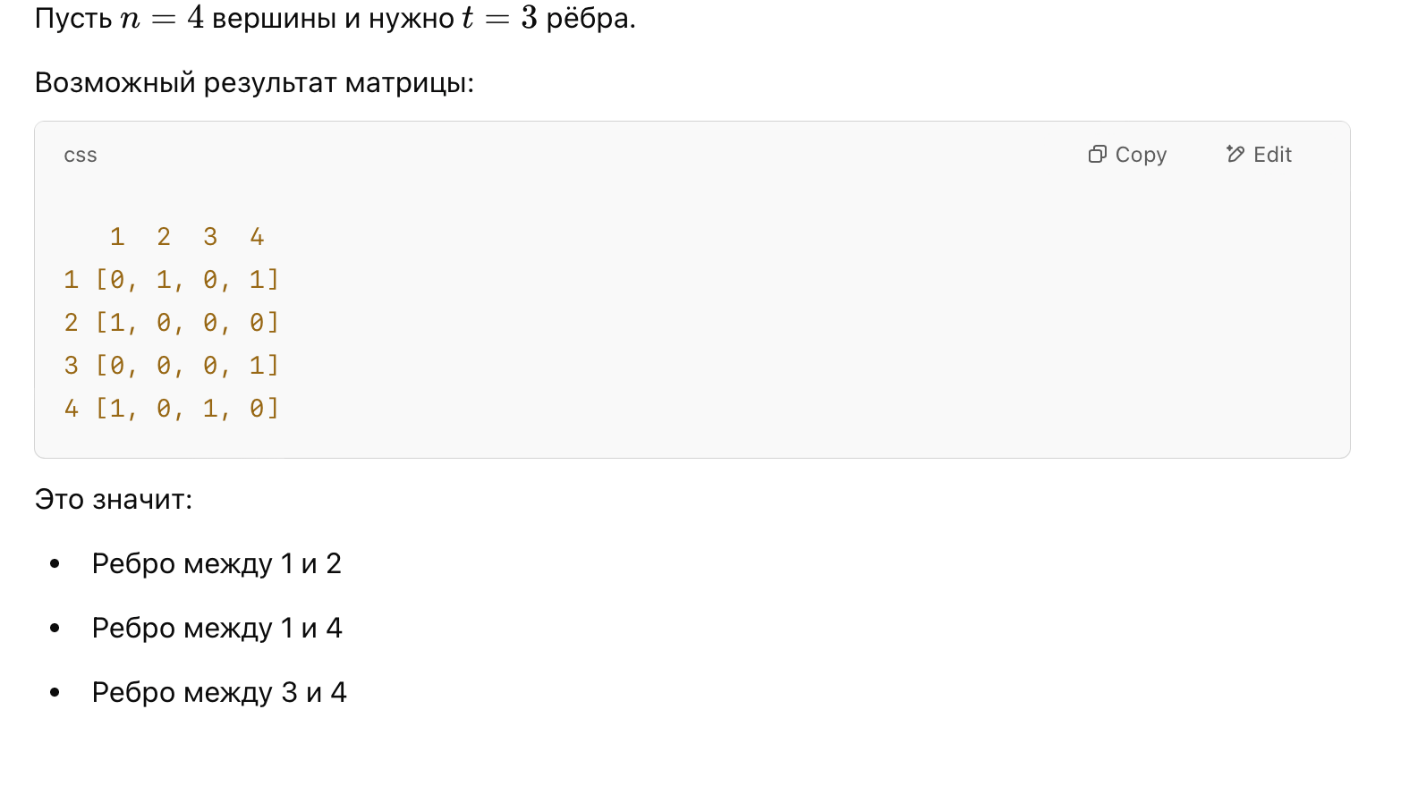 Пусть n = 4 вершины и нужно t = 3 рёбра.
Возможный результат матрицы:
css Copy Edit
1 2 3 4
1 [0, 1, 0, 1]
2 [1, 0, 0, 0]
3 [0, 0, 0, 1]
4 [1, 0, 1, 0]
Это значит:
• Ребро между 1 и 2
• Ребро между 1 и 4
• Ребро между 3 и 4